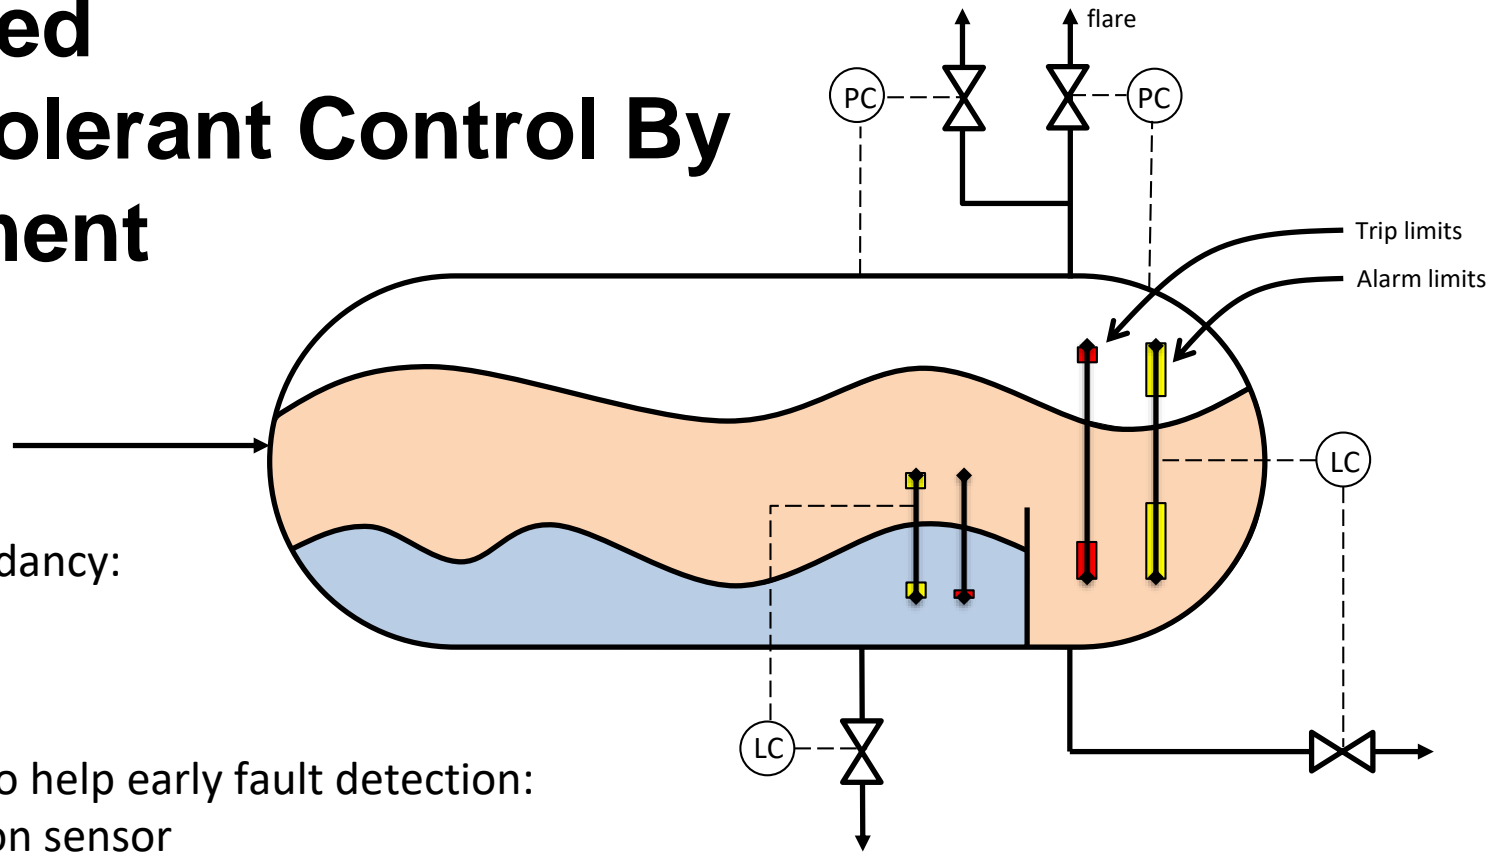 ed
olerant Control By
ment
flare
PC
PC
Trip limits
Alarm limits
LC
dancy:
LC
o help early fault detection:
on sensor